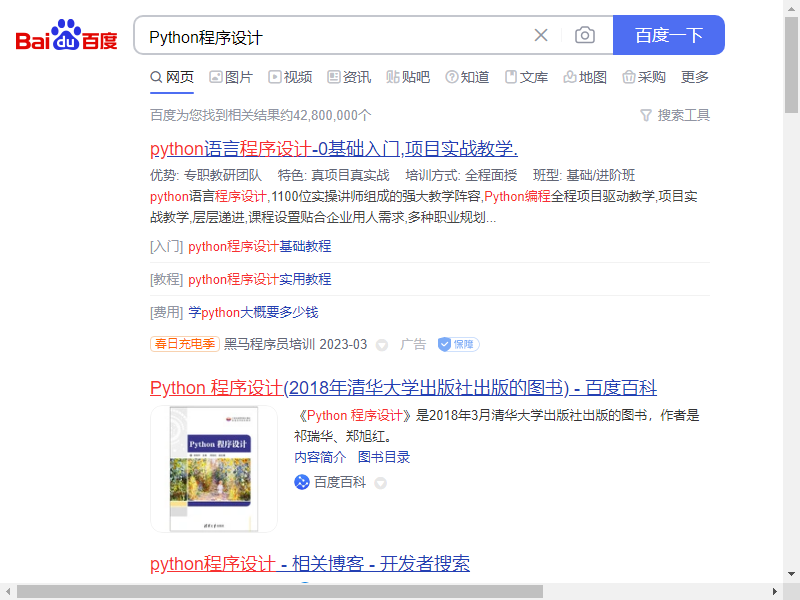 Bai du 百度
Python程序设计
百度一下
网页 图片 视频 资讯 贴吧 知道 文库 地图 采购 更多
百度为您找到相关结果约42,800,000个 搜索工具
python语言程序设计-0基础入门,项目实战教学.
优势: 专职教研团队 特色: 真项目真实战 培训方式: 全程面授 班型: 基础/进阶班
python语言程序设计,1100位实操讲师组成的强大教学阵容,Python编程全程项目驱动教学,项目实
战教学,层层递进,课程设置贴合企业用人需求,多种职业规划...
[入门] python程序设计基础教程
[教程] python程序设计实用教程
[费用] 学python大概要多少钱
春日充电季 黑马程序员培训 2023-03 广告 保障
Python 程序设计(2018年清华大学出版社出版的图书) - 百度百科
Python 程序设计
《Python 程序设计》是2018年3月清华大学出版社出版的图书，作者是
祁瑞华、郑旭红。
内容简介 图书目录
百度百科
python程序设计 - 相关博客 - 开发者搜索